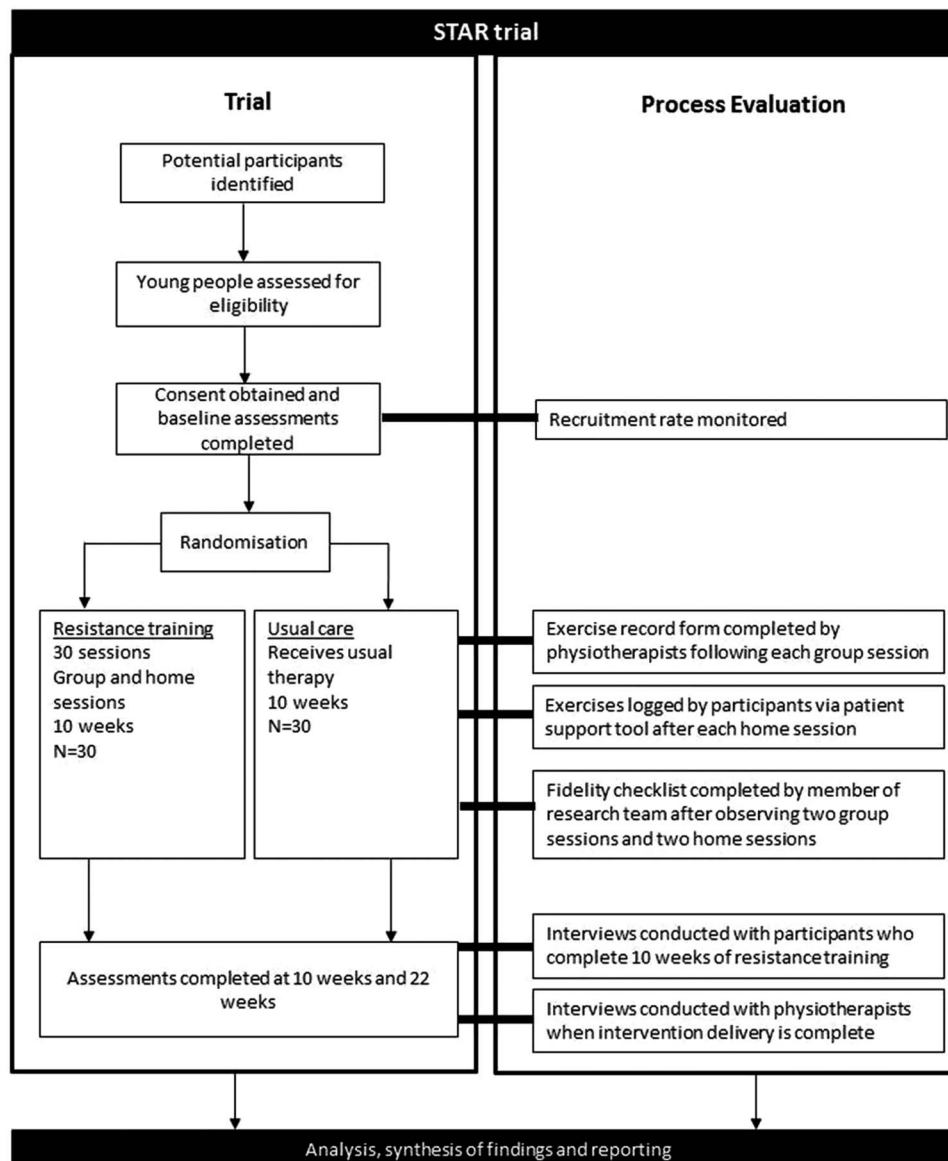 STAR trial
Trial
Potential participants
identified
Young people assessed for
eligibility
Consent obtained and
baseline assessments
completed
Randomisation
Resistance training
30 sessions
Group and home
sessions
10 weeks
N=30
Usual care
Receives usual
therapy
10 weeks
N=30
Assessments completed at 10 weeks and 22
weeks
Process Evaluation
Recruitment rate monitored
Exercise record form completed by
physiotherapists following each group session
Exercises logged by participants via patient
support tool after each home session
Fidelity checklist completed by member of
research team after observing two group
sessions and two home sessions
Interviews conducted with participants who
complete 10 weeks of resistance training
Interviews conducted with physiotherapists
when intervention delivery is complete
Analysis, synthesis of findings and reporting